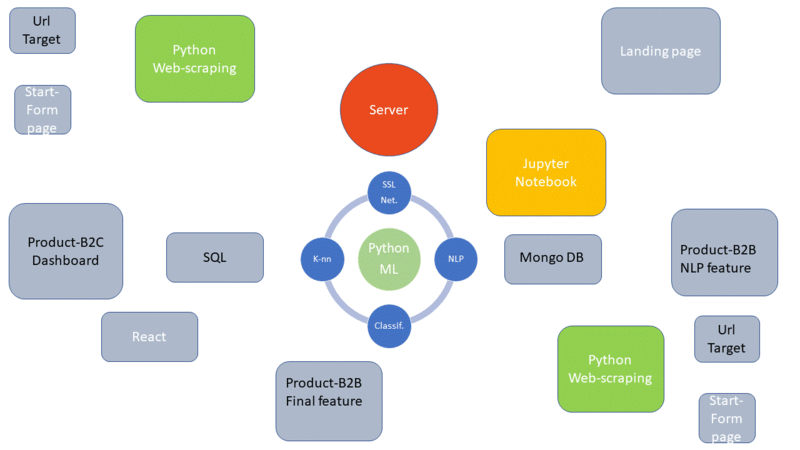 Url
Target
Python
Web-scraping
Landing page
Start-
Form
page
Server
Jupyter
Notebook
SSL
Net.
Product-B2C
Dashboard
SQL
K-nn
Python
ML
NLP
Mongo DB
Product-B2B
NLP feature
React
Classif.
Url
Target
Python
Web-scraping
Product-B2B
Final feature
Start-
Form
page